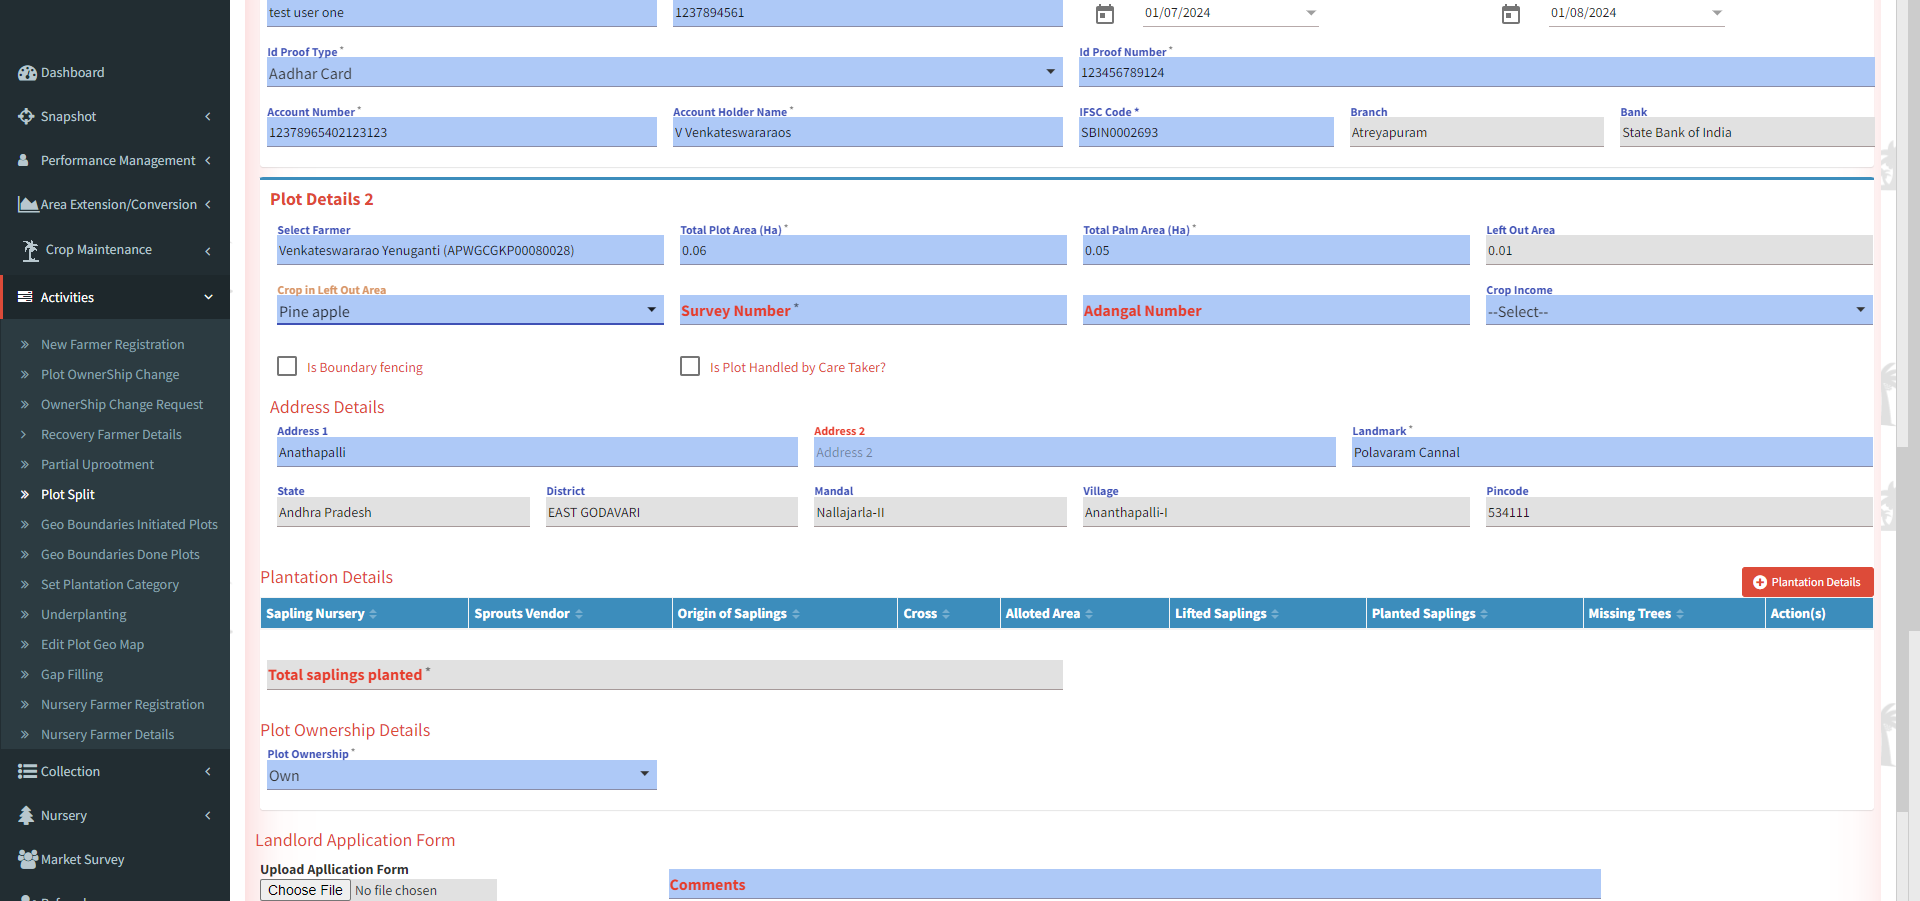 test user one
1237894561
01/07/2024
01/08/2024
Id Proof Type *
Id Proof Number *
Aadhar Card
123456789124
Account Number *
Account Holder Name *
IFSC Code *
Branch
Bank
12378965402123123
V Venkateswararaos
SBIN0002693
Atreyapuram
State Bank of India
Plot Details 2
Select Farmer
Total Plot Area (Ha) *
Total Palm Area (Ha) *
Left Out Area
Venkateswararao Yenuganti (APWGCGKP00080028)
0.06
0.05
0.01
Crop in Left Out Area
Crop Income
Pine apple
Survey Number *
Adangal Number
--Select--
Is Boundary fencing
Is Plot Handled by Care Taker?
Address Details
Address 1
Address 2
Landmark *
Anathapalli
Address 2
Polavaram Cannal
State
District
Mandal
Village
Pincode
Andhra Pradesh
EAST GODAVARI
Nallajarla-II
Ananthapalli-I
534111
Plantation Details
Plantation Details
Sapling Nursery
Sprouts Vendor
Origin of Saplings
Cross
Alloted Area
Lifted Saplings
Planted Saplings
Missing Trees
Action(s)
Total saplings planted *
Plot Ownership Details
Plot Ownership *
Own
Landlord Application Form
Upload Apllication Form
Choose File No file chosen
Comments
Dashboard
Snapshot
Performance Management
Area Extension/Conversion
Crop Maintenance
Activities
New Farmer Registration
Plot OwnerShip Change
OwnerShip Change Request
Recovery Farmer Details
Partial Uprootment
Plot Split
Geo Boundaries Initiated Plots
Geo Boundaries Done Plots
Set Plantation Category
Underplanting
Edit Plot Geo Map
Gap Filling
Nursery Farmer Registration
Nursery Farmer Details
Collection
Nursery
Market Survey